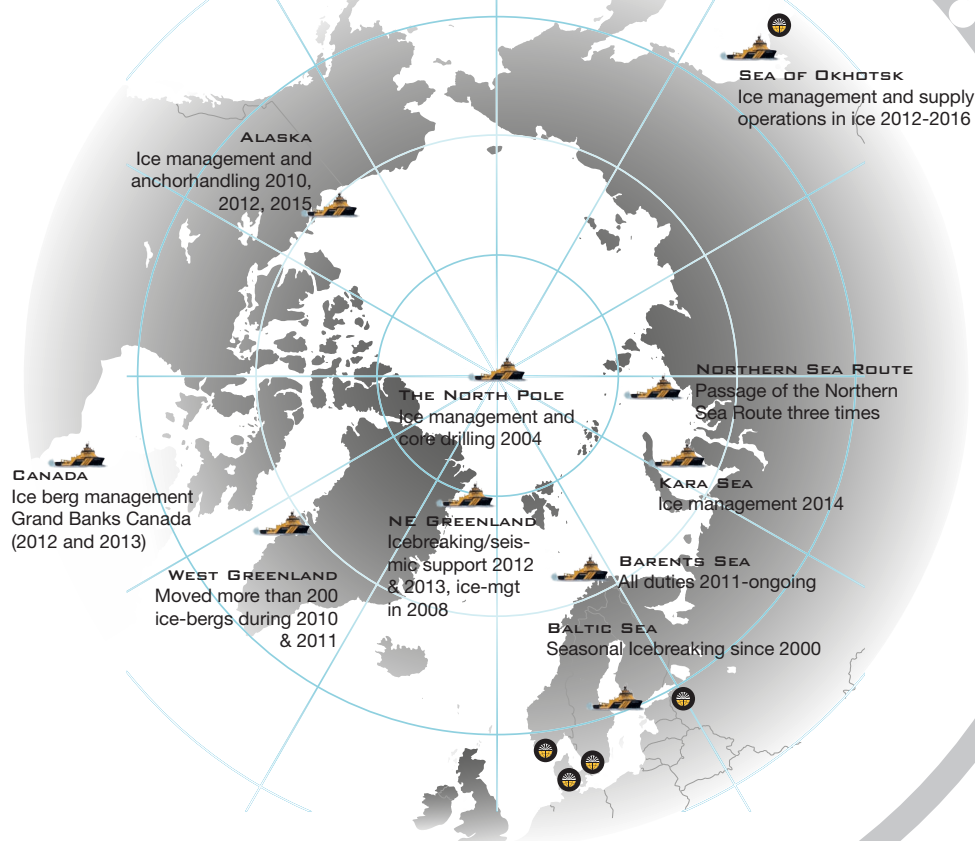 SEA OF OKHOTSK
Ice management and supply
operations in ice 2012-2016
ALASKA
Ice management and
anchorhandling 2010,
2012, 2015
NORTHERN SEA ROUTE
Passage of the Northern
Sea Route three times
THE NORTH POLE
Ice management and
core drilling 2004
CANADA
Ice berg management
Grand Banks Canada
(2012 and 2013)
KARA SEA
Ice management 2014
NE GREENLAND
Icebreaking/seis-
mic support 2012
& 2013, ice-mgt
in 2008
BARENTS SEA
All duties 2011-ongoing
WEST GREENLAND
Moved more than 200
ice-bergs during 2010
& 2011
BALTIC SEA
Seasonal Icebreaking since 2000